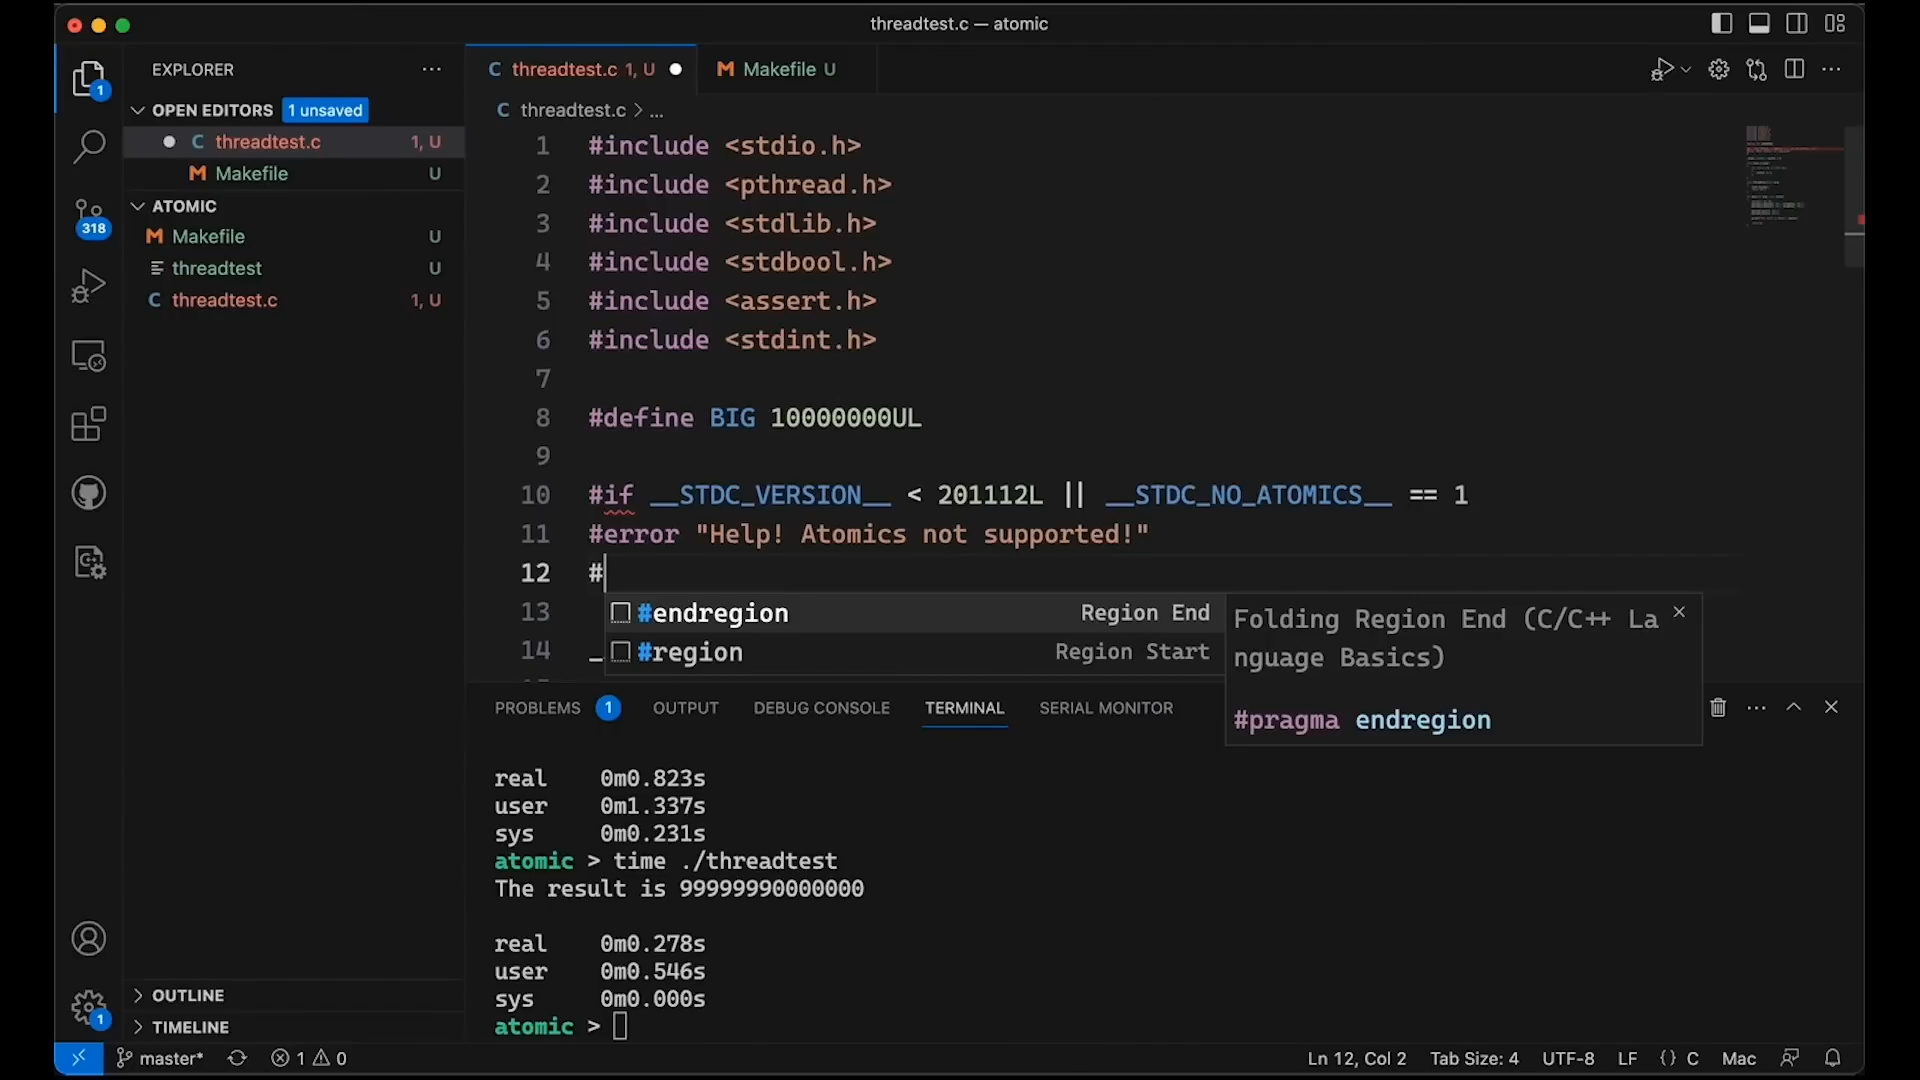 threadtest.c — atomic
EXPLORER
OPEN EDITORS 1 unsaved
threadtest.c 1, U
Makefile U
ATOMIC
Makefile U
threadtest U
threadtest.c 1, U
1
318
1
OUTLINE
TIMELINE
C threadtest.c 1, U
M Makefile U
C threadtest.c > ...
1 #include <stdio.h>
2 #include <pthread.h>
3 #include <stdlib.h>
4 #include <stdbool.h>
5 #include <assert.h>
6 #include <stdint.h>
7
8 #define BIG 10000000UL
9
10 #if __STDC_VERSION__ < 201112L || __STDC_NO_ATOMICS__ == 1
11 #error "Help! Atomics not supported!"
12 #
13
14 _
#endregion Region End
#region Region Start
Folding Region End (C/C++ La
nguage Basics)
#pragma endregion
PROBLEMS 1 OUTPUT DEBUG CONSOLE TERMINAL SERIAL MONITOR
real 0m0.823s
user 0m1.337s
sys 0m0.231s
atomic > time ./threadtest
The result is 99999990000000
real 0m0.278s
user 0m0.546s
sys 0m0.000s
atomic >
master* 1 0 Ln 12, Col 2 Tab Size: 4 UTF-8 LF {} C Mac